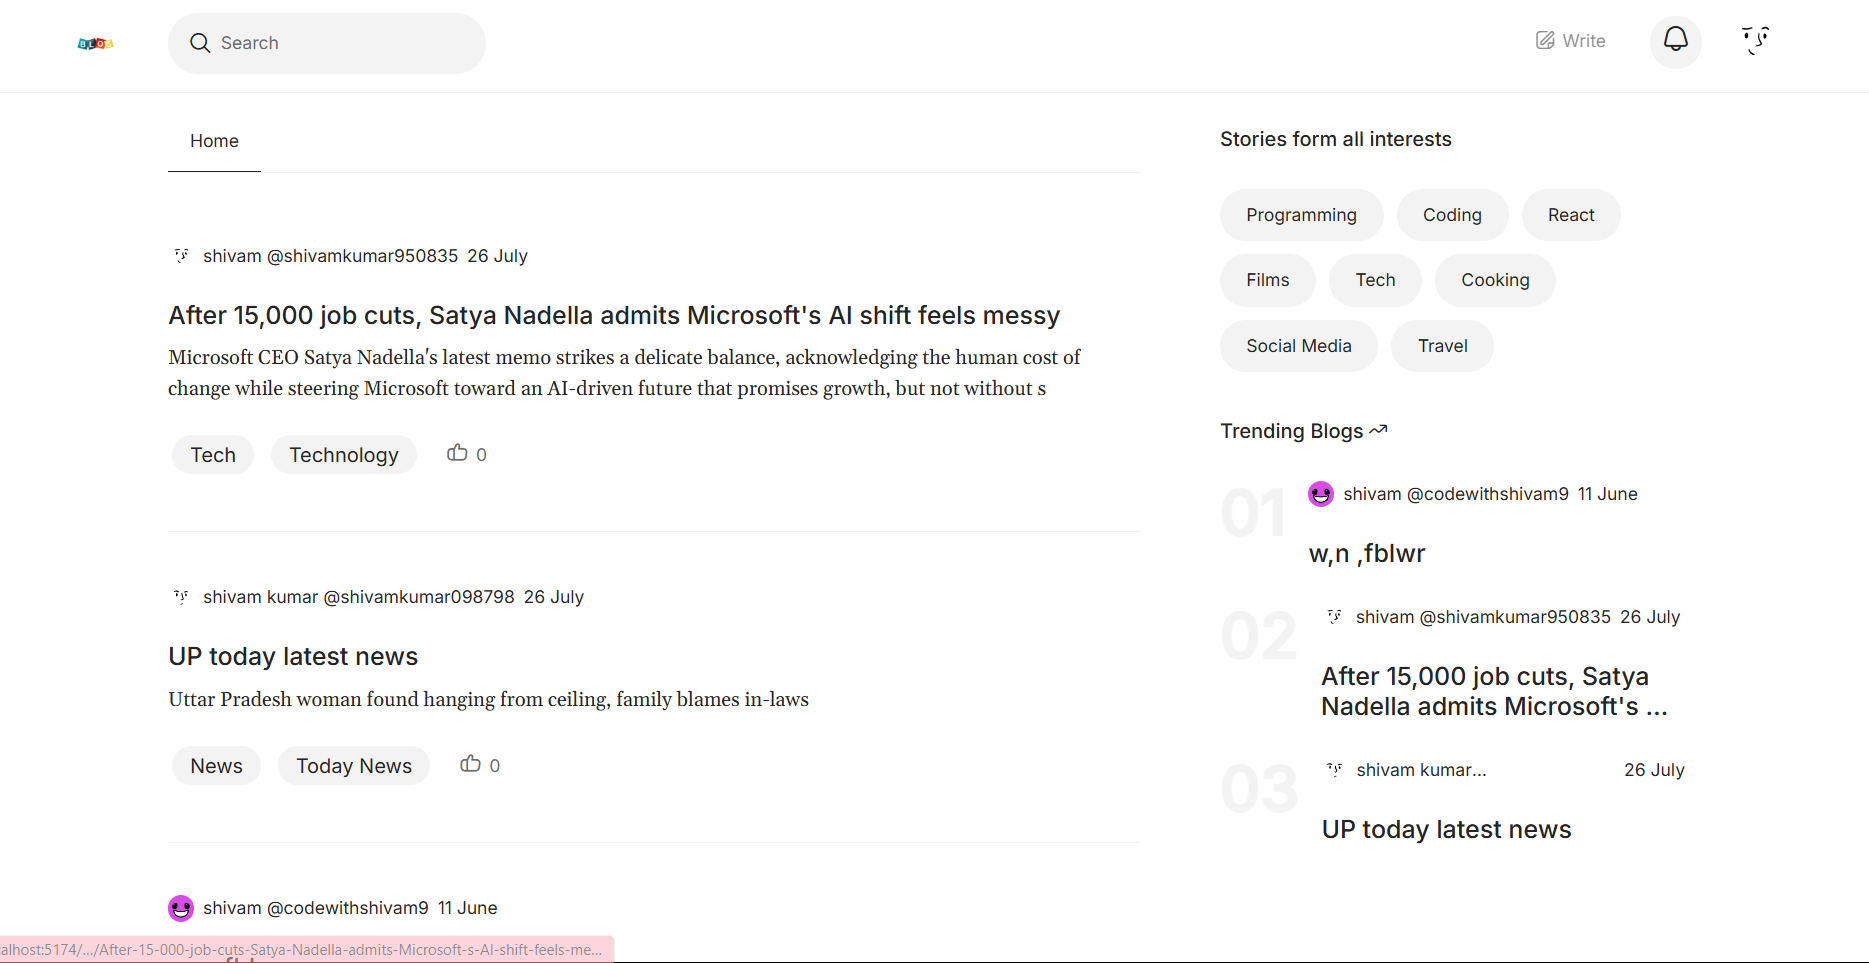 BLOG
Search
Write
Home
shivam @shivamkumar950835 26 July
After 15,000 job cuts, Satya Nadella admits Microsoft's AI shift feels messy
Microsoft CEO Satya Nadella's latest memo strikes a delicate balance, acknowledging the human cost of
change while steering Microsoft toward an AI-driven future that promises growth, but not without s
Tech Technology 0
shivam kumar @shivamkumar098798 26 July
UP today latest news
Uttar Pradesh woman found hanging from ceiling, family blames in-laws
News Today News 0
shivam @codewithshivam9 11 June
Stories form all interests
Programming Coding React
Films Tech Cooking
Social Media Travel
Trending Blogs
01 shivam @codewithshivam9 11 June
w,n ,fblwr
02 shivam @shivamkumar950835 26 July
After 15,000 job cuts, Satya
Nadella admits Microsoft's ...
03 shivam kumar... 26 July
UP today latest news
alhost:5174/.../After-15-000-job-cuts-Satya-Nadella-admits-Microsoft-s-AI-shift-feels-me...